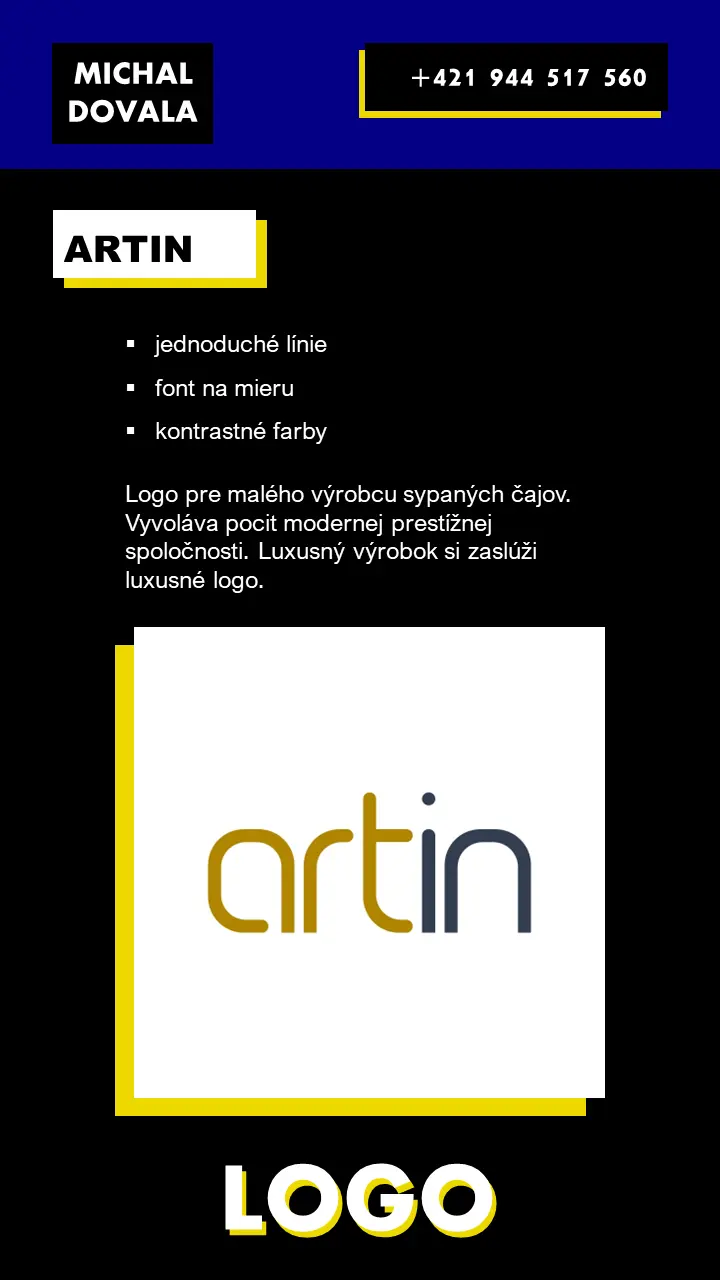 MICHAL
DOVALA
+421 944 517 560
ARTIN
▪ jednoduché línie
▪ font na mieru
▪ kontrastné farby
Logo pre malého výrobcu sypaných čajov.
Vyvoláva pocit modernej prestížnej
spoločnosti. Luxusný výrobok si zaslúži
luxusné logo.
artin
LOGO